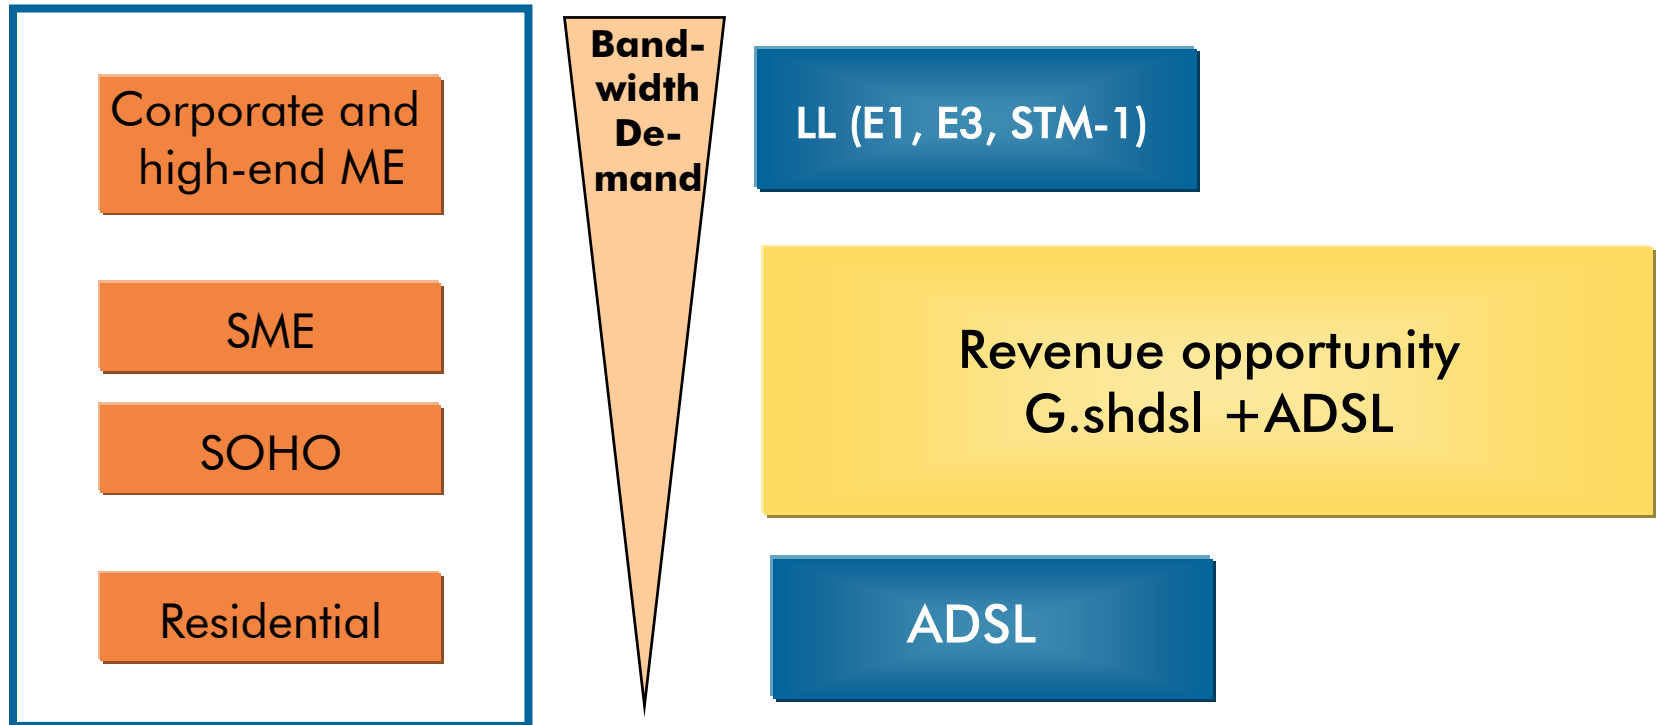 Corporate and
high-end ME
SME
SOHO
Residential
Band-
width
De-
mand
LL (E1, E3, STM-1)
Revenue opportunity
G.shdsl +ADSL
ADSL